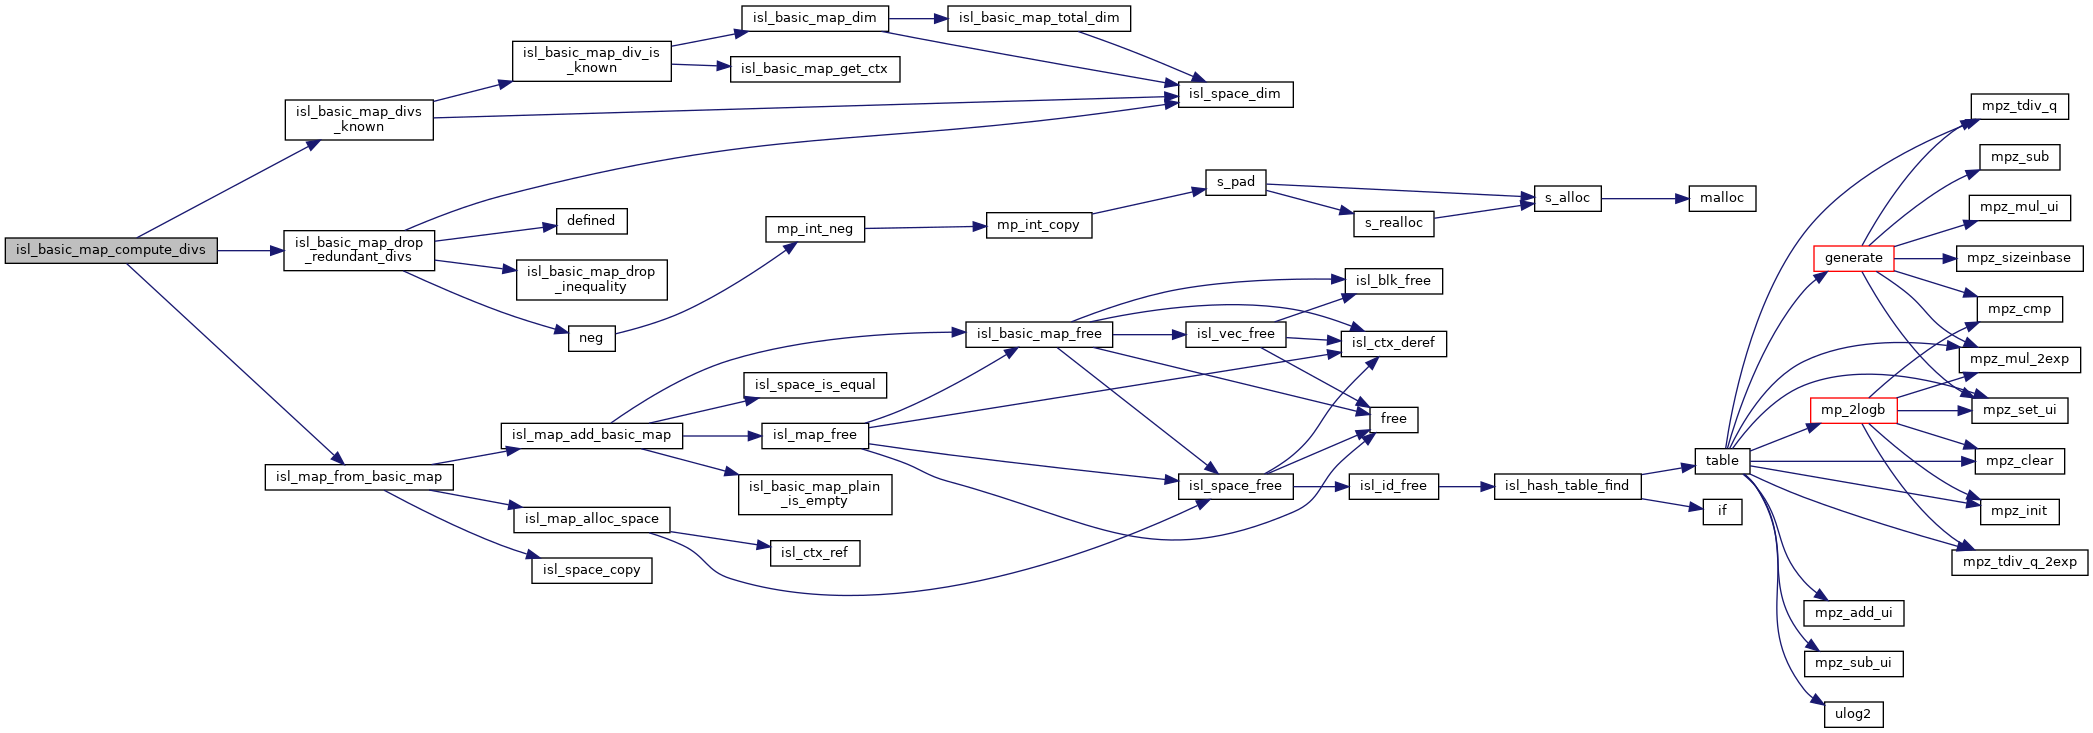 isl_basic_map_compute_divs
isl_basic_map_divs
_known
isl_basic_map_drop
_redundant_divs
isl_map_from_basic_map
isl_basic_map_div_is
_known
defined
isl_basic_map_drop
_inequality
neg
isl_map_add_basic_map
isl_map_alloc_space
isl_space_copy
isl_basic_map_dim
isl_basic_map_get_ctx
mp_int_neg
isl_space_is_equal
isl_map_free
isl_basic_map_plain
_is_empty
isl_ctx_ref
isl_basic_map_total_dim
mp_int_copy
isl_basic_map_free
isl_space_dim
s_pad
isl_vec_free
isl_space_free
s_realloc
isl_blk_free
isl_ctx_deref
free
isl_id_free
s_alloc
isl_hash_table_find
malloc
table
if
generate
mp_2logb
mpz_add_ui
mpz_sub_ui
ulog2
mpz_tdiv_q
mpz_sub
mpz_mul_ui
mpz_sizeinbase
mpz_cmp
mpz_mul_2exp
mpz_set_ui
mpz_clear
mpz_init
mpz_tdiv_q_2exp